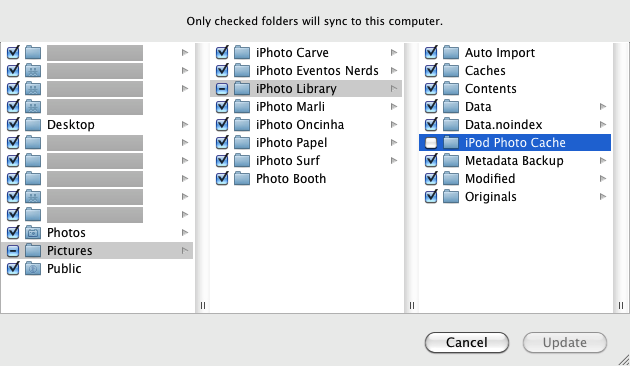 Only checked folders will sync to this computer.
Desktop
Photos
Pictures
Public
iPhoto Carve
iPhoto Eventos Nerds
iPhoto Library
iPhoto Marli
iPhoto Oncinha
iPhoto Papel
iPhoto Surf
Photo Booth
Auto Import
Caches
Contents
Data
Data.noindex
iPod Photo Cache
Metadata Backup
Modified
Originals
Cancel
Update